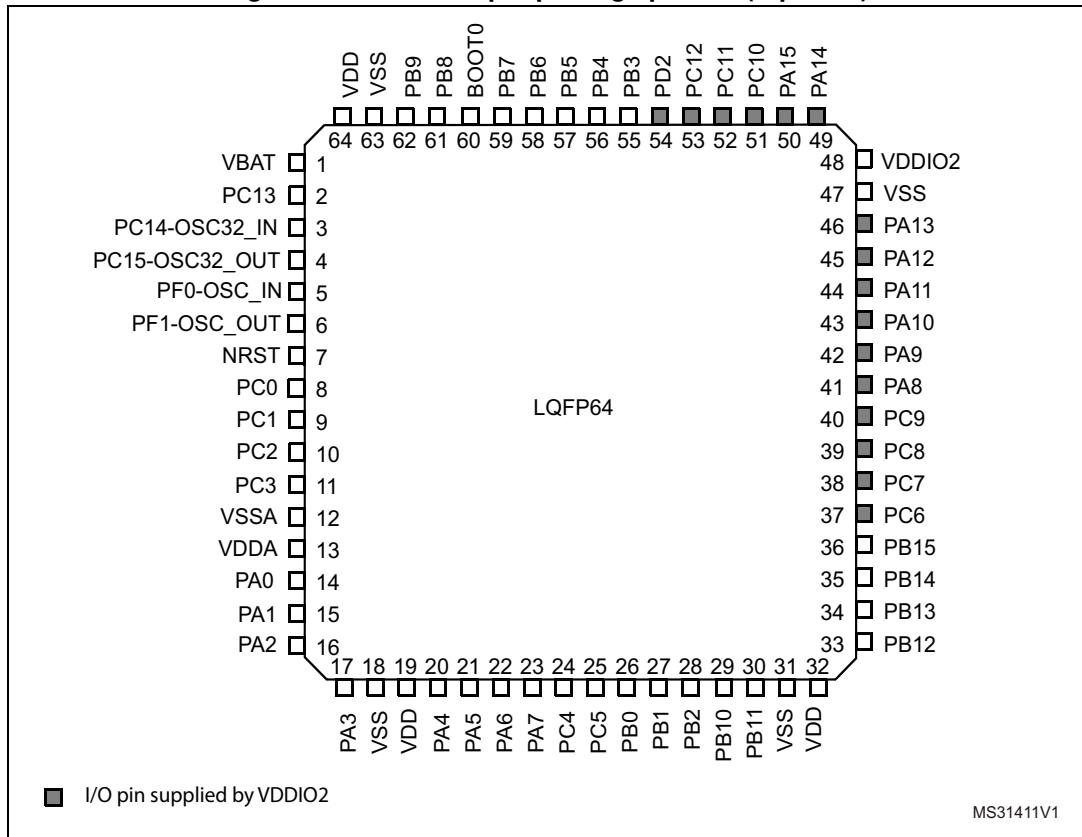 VDD
VSS
PB9
PB8
BOOT0
PB7
PB6
PB5
PB4
PB3
PD2
PC12
PC11
PC10
PA15
PA14
64 63 62 61 60 59 58 57 56 55 54 53 52 51 50 49
VBAT 1
PC13 2
PC14-OSC32_IN 3
PC15-OSC32_OUT 4
PF0-OSC_IN 5
PF1-OSC_OUT 6
NRST 7
PC0 8
PC1 9
PC2 10
PC3 11
VSSA 12
VDDA 13
PA0 14
PA1 15
PA2 16
LQFP64
48 VDDIO2
47 VSS
46 PA13
45 PA12
44 PA11
43 PA10
42 PA9
41 PA8
40 PC9
39 PC8
38 PC7
37 PC6
36 PB15
35 PB14
34 PB13
33 PB12
17 18 19 20 21 22 23 24 25 26 27 28 29 30 31 32
PA3
VSS
VDD
PA4
PA5
PA6
PA7
PC4
PC5
PB0
PB1
PB2
PB10
PB11
VSS
VDD
I/O pin supplied by VDDIO2
MS31411V1